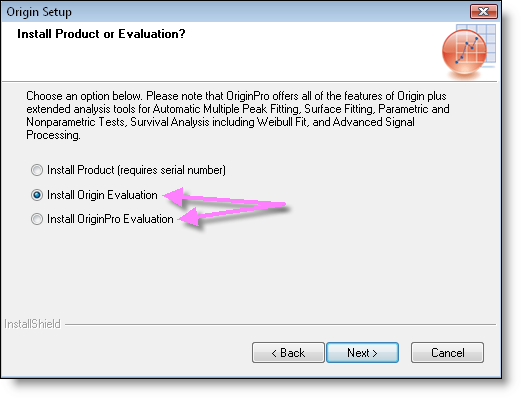 Origin Setup
Install Product or Evaluation?
Choose an option below. Please note that OriginPro offers all of the features of Origin plus
extended analysis tools for Automatic Multiple Peak Fitting, Surface Fitting, Parametric and
Nonparametric Tests, Survival Analysis including Weibull Fit, and Advanced Signal
Processing.
Install Product (requires serial number)
Install Origin Evaluation
Install OriginPro Evaluation
InstallShield
< Back Next > Cancel